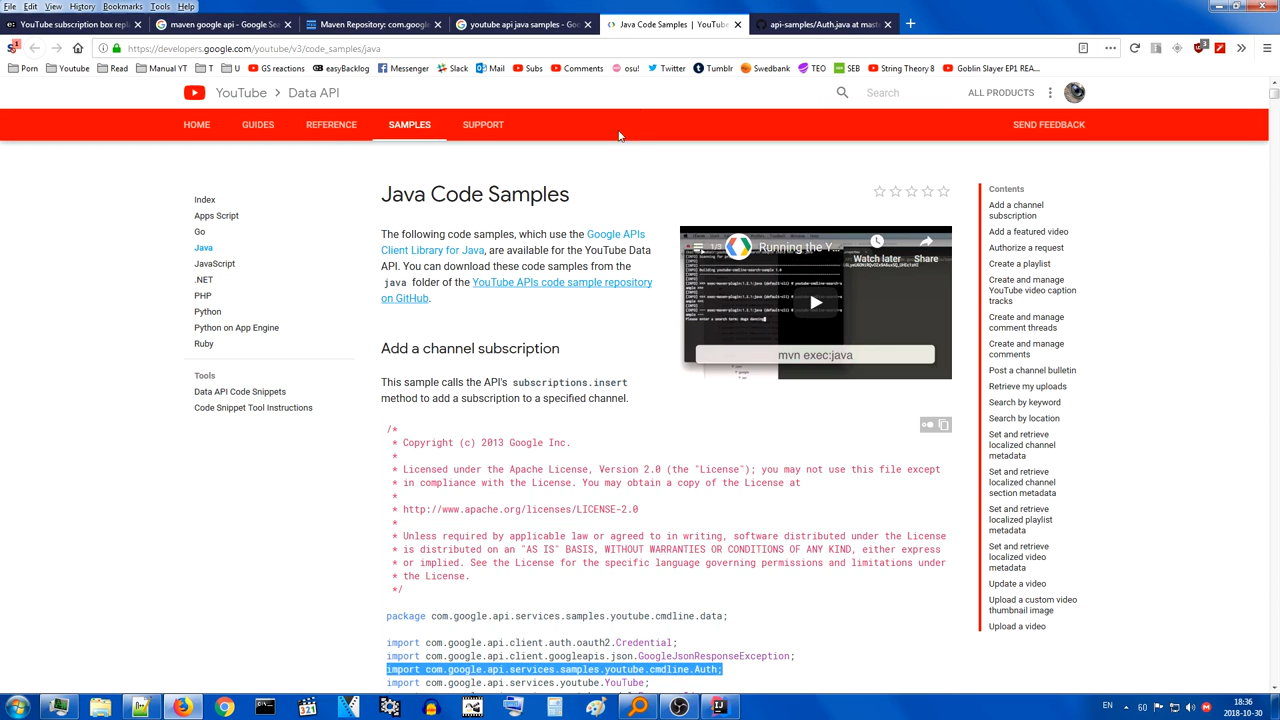 File Edit View History Bookmarks Tools Help
YouTube subscription box repl
maven google api - Google Sea
Maven Repository: com.google.
youtube api java samples - Goo
Java Code Samples | YouTube
api-samples/Auth.java at maste
https://developers.google.com/youtube/v3/code_samples/java
Porn Youtube Read Manual YT T U GS reactions easyBacklog Messenger Slack Mail Subs Comments osu! Twitter Tumblr Swedbank TEO SEB String Theory 8 Goblin Slayer EP1 REA...
YouTube > Data API
Search
ALL PRODUCTS
HOME GUIDES REFERENCE SAMPLES SUPPORT
SEND FEEDBACK
Index
Apps Script
Go
Java
JavaScript
.NET
PHP
Python
Python on App Engine
Ruby
Tools
Data API Code Snippets
Code Snippet Tool Instructions
Java Code Samples
The following code samples, which use the Google APIs
Client Library for Java, are available for the YouTube Data
API. You can download these code samples from the
java folder of the YouTube APIs code sample repository
on GitHub.
1/3 Running the Y...
Watch later Share
Please enter a search term: dogs dancing
mvn exec:java
Add a channel subscription
This sample calls the API's subscriptions.insert
method to add a subscription to a specified channel.
/*
* Copyright (c) 2013 Google Inc.
*
* Licensed under the Apache License, Version 2.0 (the "License"); you may not use this file except
* in compliance with the License. You may obtain a copy of the License at
*
* http://www.apache.org/licenses/LICENSE-2.0
*
* Unless required by applicable law or agreed to in writing, software distributed under the License
* is distributed on an "AS IS" BASIS, WITHOUT WARRANTIES OR CONDITIONS OF ANY KIND, either express
* or implied. See the License for the specific language governing permissions and limitations under
* the License.
*/
package com.google.api.services.samples.youtube.cmdline.data;
import com.google.api.client.auth.oauth2.Credential;
import com.google.api.client.googleapis.json.GoogleJsonResponseException;
import com.google.api.services.samples.youtube.cmdline.Auth;
import com.google.api.services.youtube.YouTube;
Contents
Add a channel
subscription
Add a featured video
Authorize a request
Create a playlist
Create and manage
YouTube video caption
tracks
Create and manage
comment threads
Create and manage
comments
Post a channel bulletin
Retrieve my uploads
Search by keyword
Search by location
Set and retrieve
localized channel
metadata
Set and retrieve
localized channel
section metadata
Set and retrieve
localized playlist
metadata
Set and retrieve
localized video
metadata
Update a video
Upload a custom video
thumbnail image
Upload a video
EN 60 18:36
2018-10-30